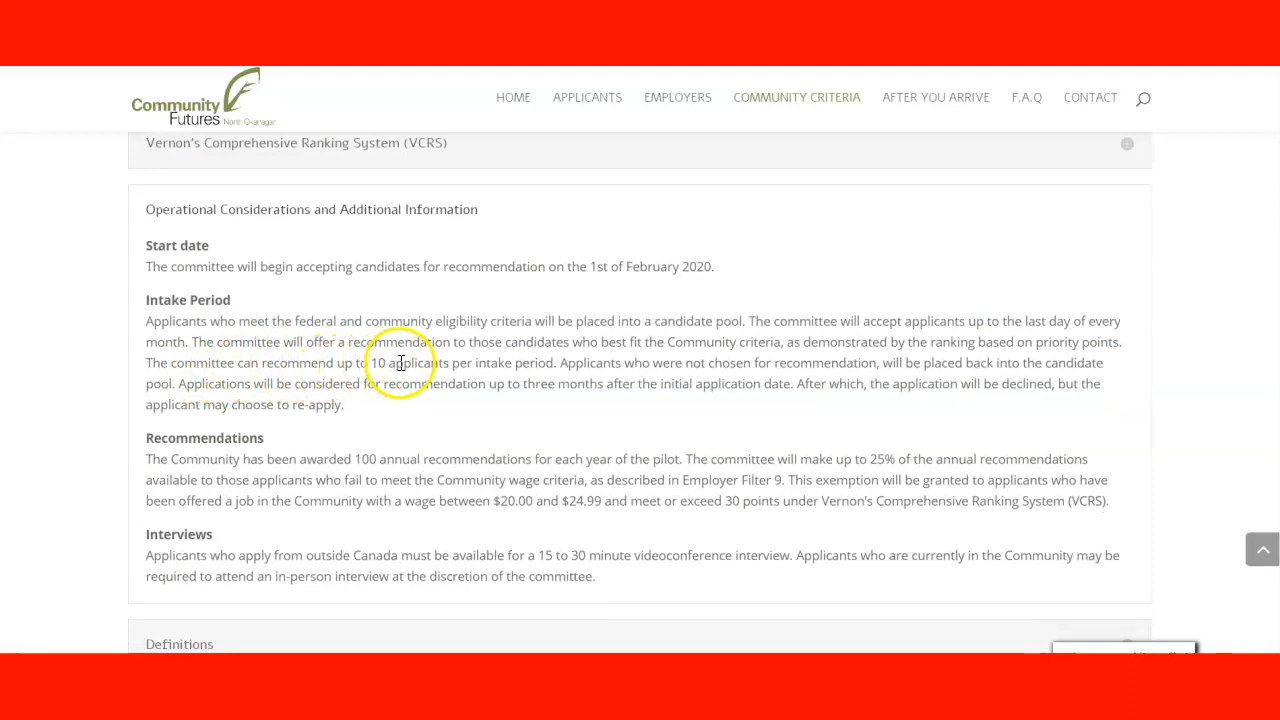 Community
Futures North Okanagan
HOME APPLICANTS EMPLOYERS COMMUNITY CRITERIA AFTER YOU ARRIVE F.A.Q CONTACT
Vernon's Comprehensive Ranking System (VCRS)
Operational Considerations and Additional Information
Start date
The committee will begin accepting candidates for recommendation on the 1st of February 2020.
Intake Period
Applicants who meet the federal and community eligibility criteria will be placed into a candidate pool. The committee will accept applicants up to the last day of every
month. The committee will offer a recommendation to those candidates who best fit the Community criteria, as demonstrated by the ranking based on priority points.
The committee can recommend up to 10 applicants per intake period. Applicants who were not chosen for recommendation, will be placed back into the candidate
pool. Applications will be considered for recommendation up to three months after the initial application date. After which, the application will be declined, but the
applicant may choose to re-apply.
Recommendations
The Community has been awarded 100 annual recommendations for each year of the pilot. The committee will make up to 25% of the annual recommendations
available to those applicants who fail to meet the Community wage criteria, as described in Employer Filter 9. This exemption will be granted to applicants who have
been offered a job in the Community with a wage between $20.00 and $24.99 and meet or exceed 30 points under Vernon's Comprehensive Ranking System (VCRS).
Interviews
Applicants who apply from outside Canada must be available for a 15 to 30 minute videoconference interview. Applicants who are currently in the Community may be
required to attend an in-person interview at the discretion of the committee.
Definitions